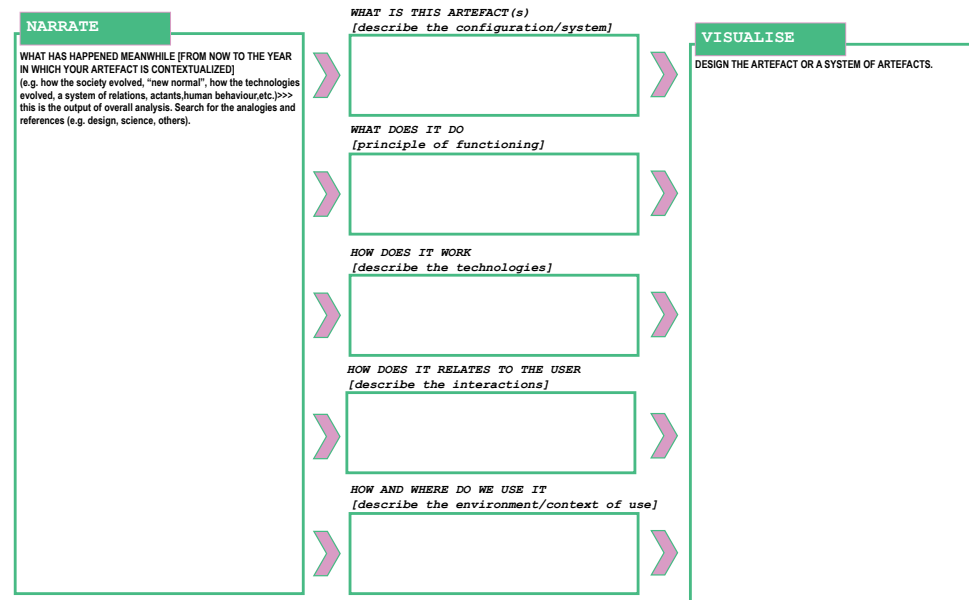 NARRATE
WHAT HAS HAPPENED MEANWHILE [FROM NOW TO THE YEAR
IN WHICH YOUR ARTEFACT IS CONTEXTUALIZED]
(e.g. how the society evolved, “new normal”, how the technologies
evolved, a system of relations, actants,human behaviour,etc.)>>>
this is the output of overall analysis. Search for the analogies and
references (e.g. design, science, others).
WHAT IS THIS ARTEFACT(s)
[describe the configuration/system]
WHAT DOES IT DO
[principle of functioning]
HOW DOES IT WORK
[describe the technologies]
HOW DOES IT RELATES TO THE USER
[describe the interactions]
HOW AND WHERE DO WE USE IT
[describe the environment/context of use]
VISUALISE
DESIGN THE ARTEFACT OR A SYSTEM OF ARTEFACTS.